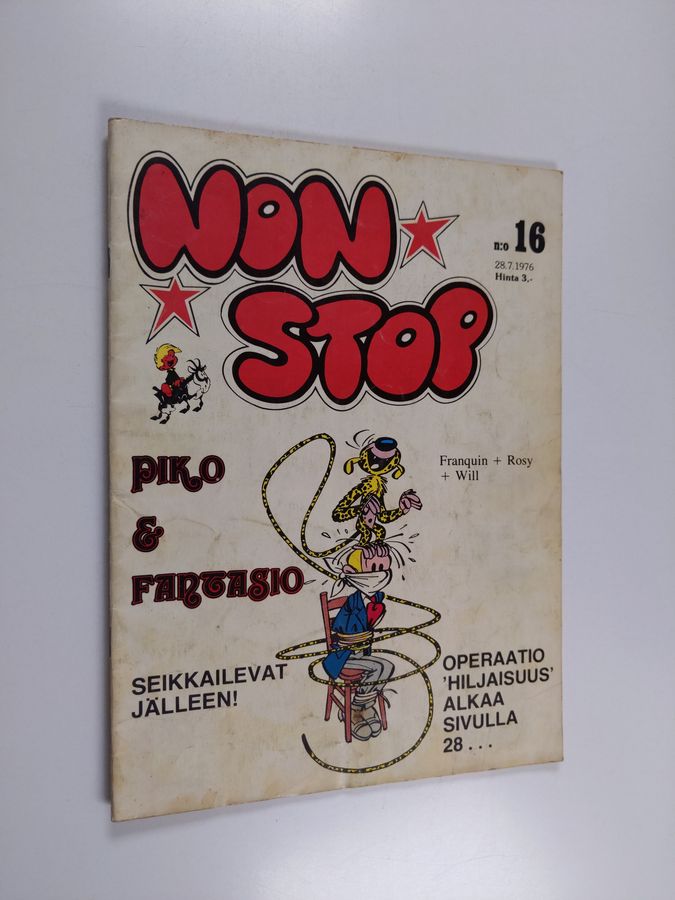 NON
STOP
n:o 16
28.7.1976
Hinta 3,-
PIKO
&
FANTASIO
Franquin + Rosy
+ Will
SEIKKAILEVAT
JÄLLEEN!
OPERAATIO
'HILJAISUUS'
ALKAA
SIVULLA
28 . . .